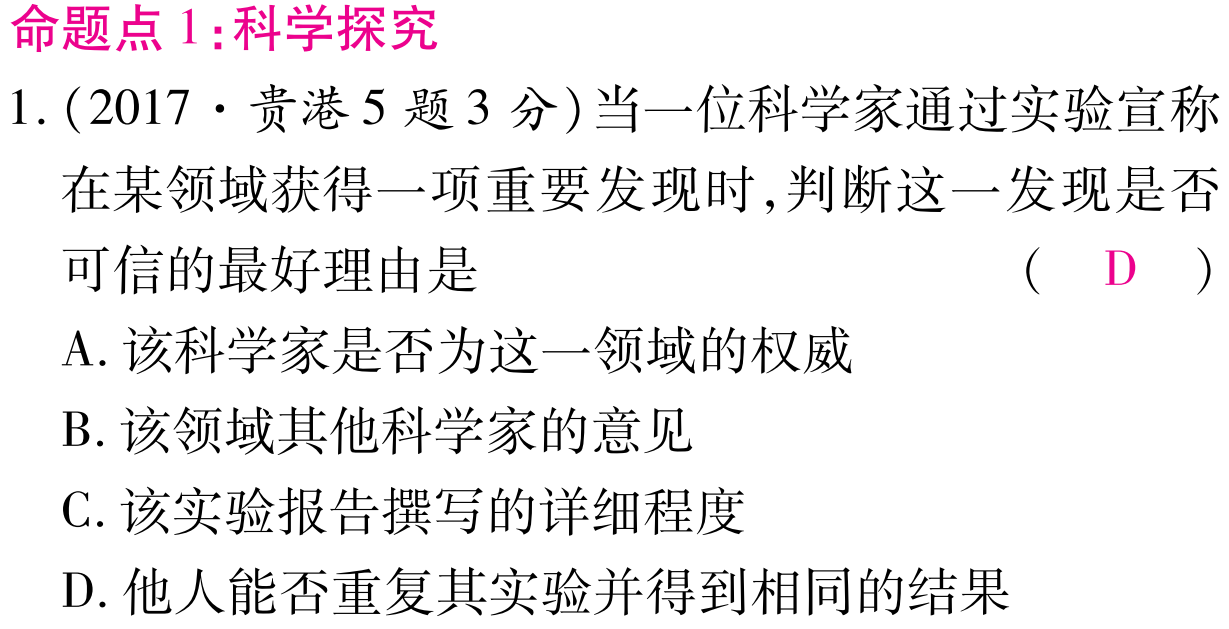 命题点1:科学探究
1.(2017·贵港5题3分)当一位科学家通过实验宣称
在某领域获得一项重要发现时,判断这一发现是否
可信的最好理由是 ( D )
A.该科学家是否为这一领域的权威
B.该领域其他科学家的意见
C.该实验报告撰写的详细程度
D.他人能否重复其实验并得到相同的结果